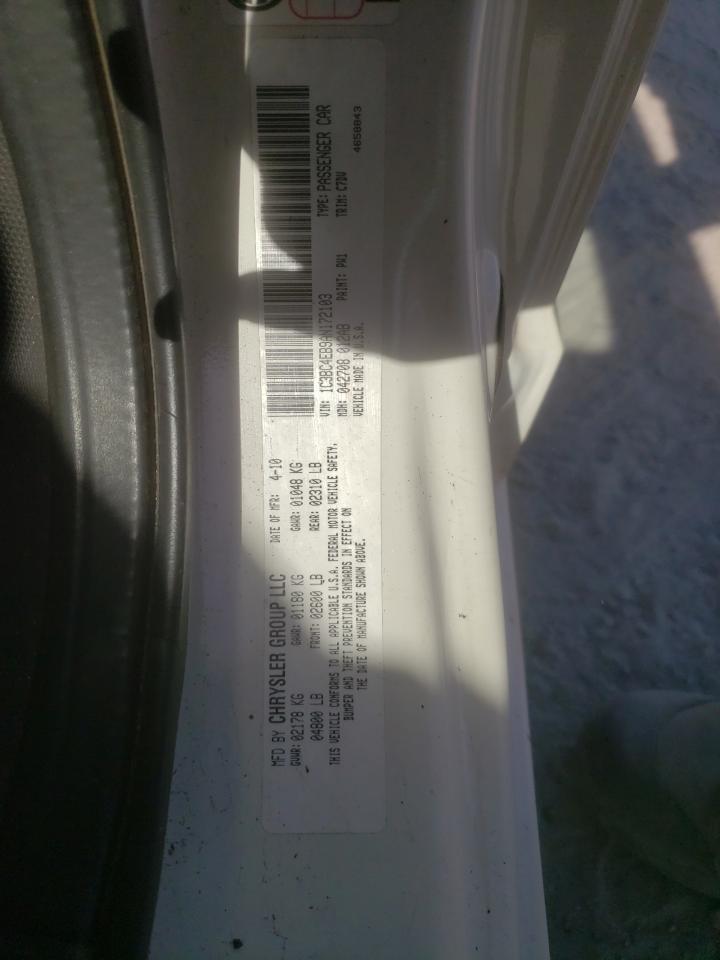 MFD BY CHRYSLER GROUP LLC DATE OF MFR: 4-10
GVWR: 02178 KG GAWR: 01180 KG GAWR: 01048 KG
04800 LB FRONT: 02600 LB REAR: 02310 LB
THIS VEHICLE CONFORMS TO ALL APPLICABLE U.S.A. FEDERAL MOTOR VEHICLE SAFETY,
BUMPER AND THEFT PREVENTION STANDARDS IN EFFECT ON
THE DATE OF MANUFACTURE SHOWN ABOVE.
VIN: 1C3BC4EB9AN172103 TYPE: PASSENGER CAR
MDH: 042708 012AB PAINT: PW1 TRIM: C7DV
VEHICLE MADE IN U.S.A. 4658843